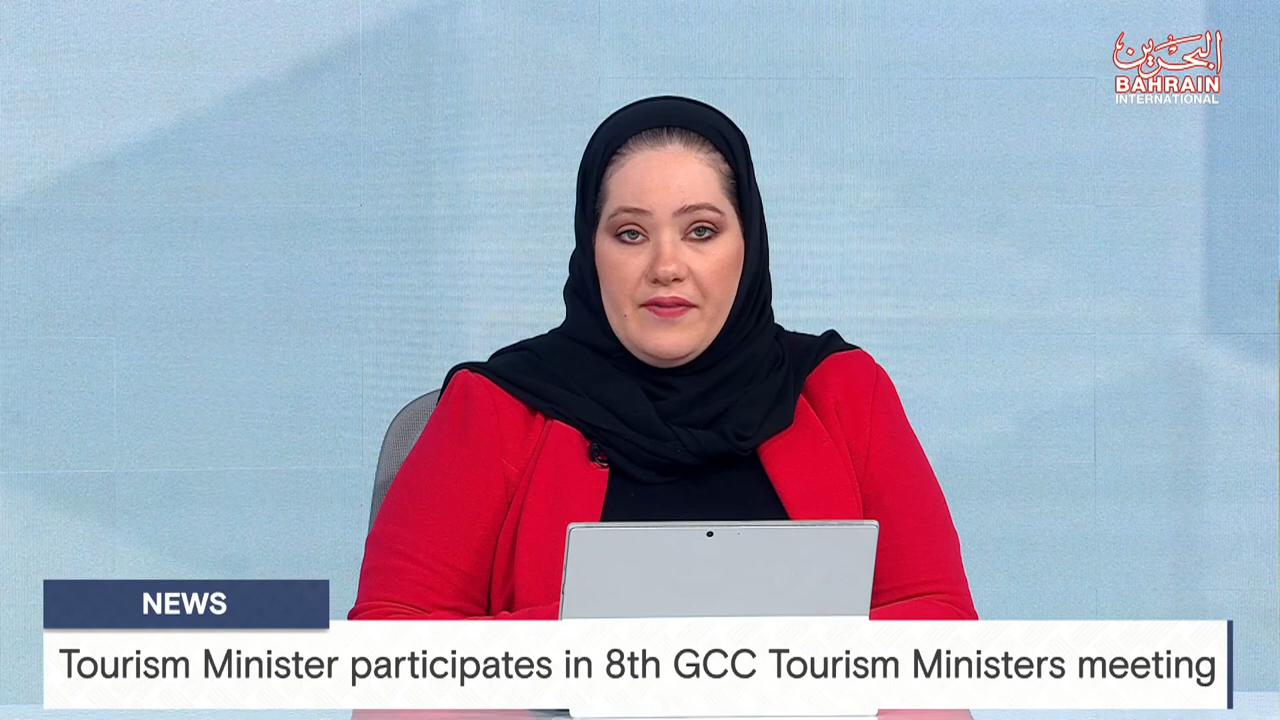 البحرين
BAHRAIN
INTERNATIONAL
NEWS
Tourism Minister participates in 8th GCC Tourism Ministers meeting